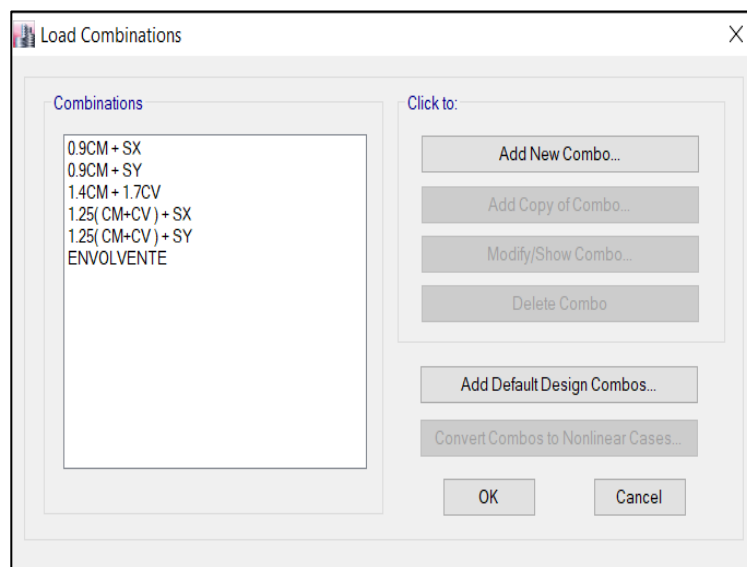 Load Combinations
Combinations
0.9CM + SX
0.9CM + SY
1.4CM + 1.7CV
1.25( CM+CV ) + SX
1.25( CM+CV ) + SY
ENVOLVENTE
Click to:
Add New Combo...
Add Copy of Combo...
Modify/Show Combo...
Delete Combo
Add Default Design Combos...
Convert Combos to Nonlinear Cases...
OK
Cancel